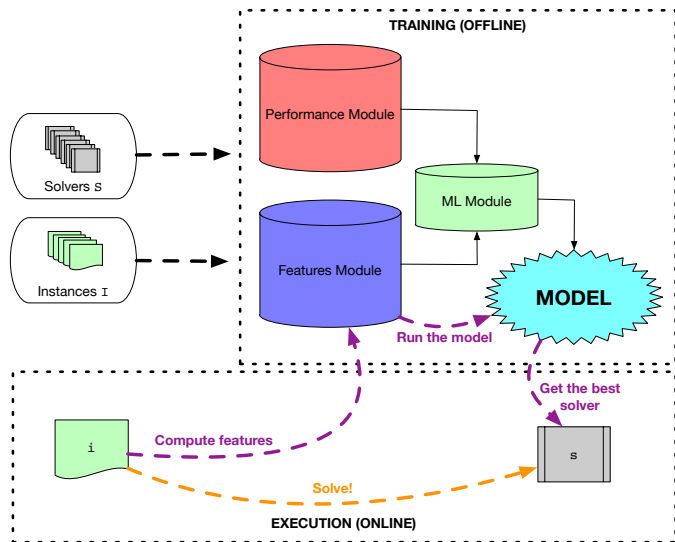 TRAINING (OFFLINE)
Performance Module
Solvers S
ML Module
Features Module
Instances I
MODEL
Run the model
Get the best
solver
Compute features
i
s
Solve!
EXECUTION (ONLINE)